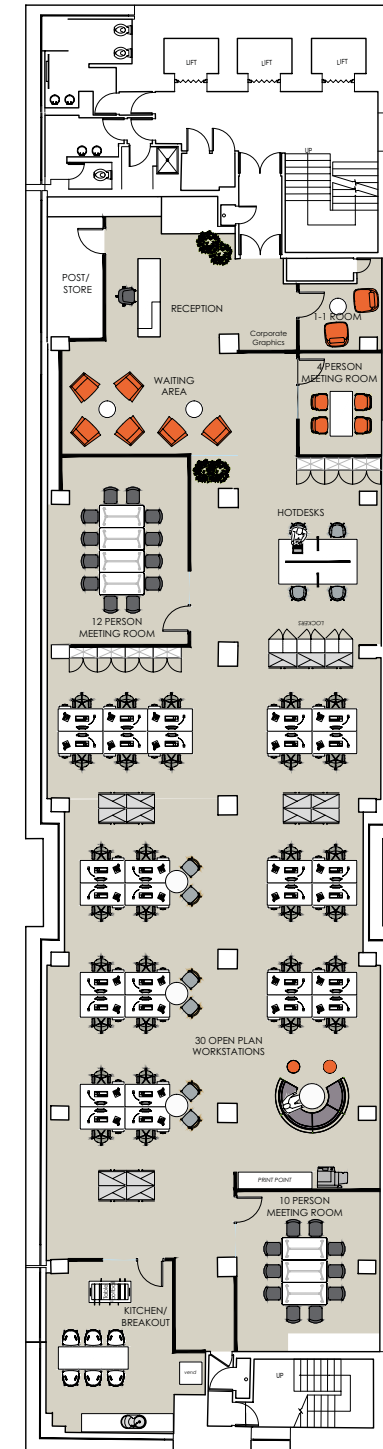 LIFT
LIFT
LIFT
UP
POST/
STORE
RECEPTION
1-1 ROOM
Corporate
Graphics
4 PERSON
MEETING ROOM
WAITING
AREA
HOTDESKS
12 PERSON
MEETING ROOM
LOCKERS
30 OPEN PLAN
WORKSTATIONS
PRINT POINT
10 PERSON
MEETING ROOM
KITCHEN/
BREAKOUT
vend
UP